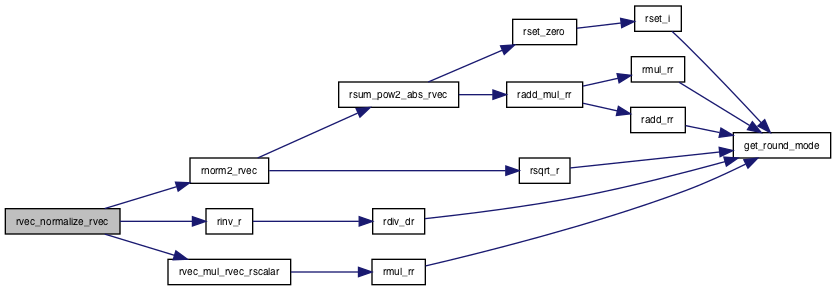 rset_i
rset_zero
rmul_rr
rsum_pow2_abs_rvec
radd_mul_rr
radd_rr
get_round_mode
rnorm2_rvec
rsqrt_r
rvec_normalize_rvec
rinv_r
rdiv_dr
rvec_mul_rvec_rscalar
rmul_rr